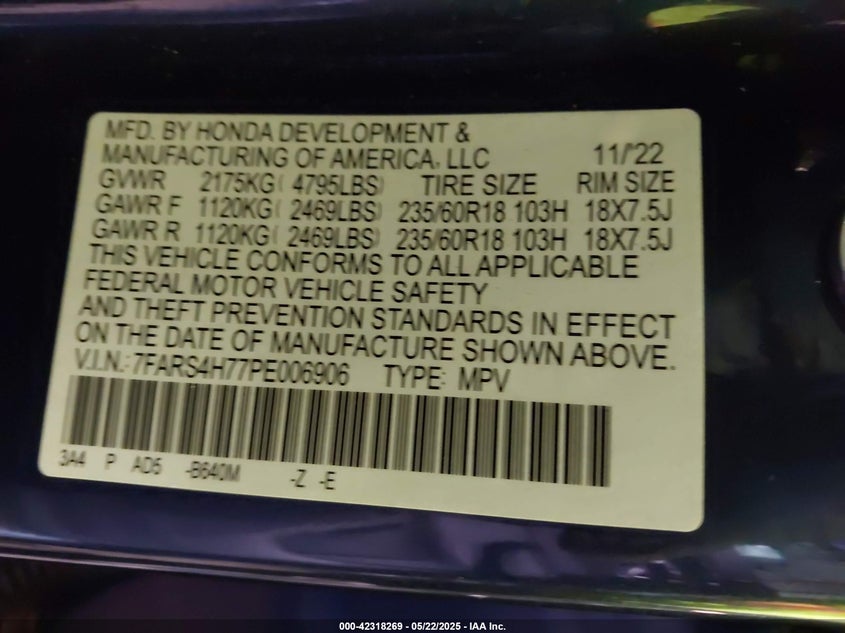 MFD. BY HONDA DEVELOPMENT &
MANUFACTURING OF AMERICA, LLC 11/'22
GVWR 2175KG( 4795LBS) TIRE SIZE RIM SIZE
GAWR F 1120KG( 2469LBS) 235/60R18 103H 18X7.5J
GAWR R 1120KG( 2469LBS) 235/60R18 103H 18X7.5J
THIS VEHICLE CONFORMS TO ALL APPLICABLE
FEDERAL MOTOR VEHICLE SAFETY
AND THEFT PREVENTION STANDARDS IN EFFECT
ON THE DATE OF MANUFACTURE SHOWN ABOVE.
V.I.N.: 7FARS4H77PE006906 TYPE: MPV
3A4 P AD5 -B640M -Z -E
000-42318269 - 05/22/2025 - IAA Inc.